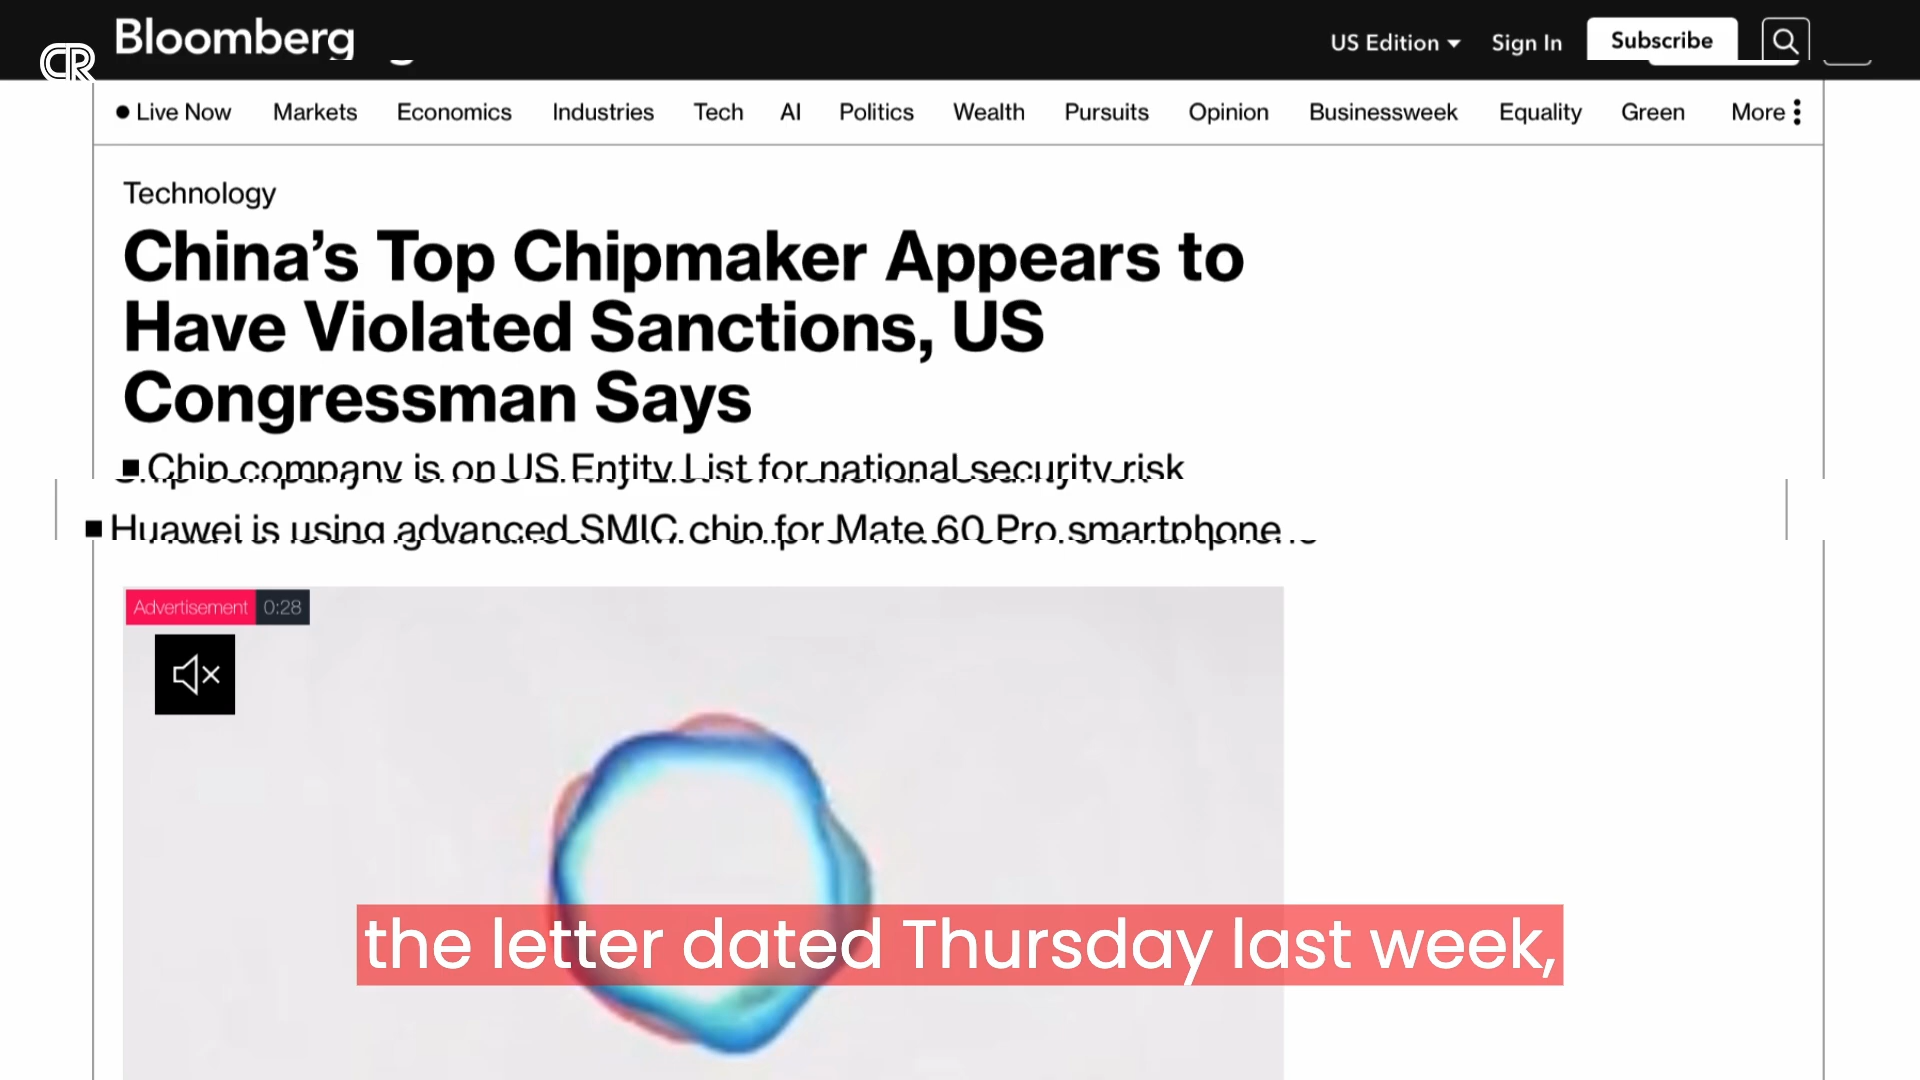 Bloomberg
CR
US Edition
Sign In
Subscribe
Live Now
Markets
Economics
Industries
Tech
AI
Politics
Wealth
Pursuits
Opinion
Businessweek
Equality
Green
More
Technology
China’s Top Chipmaker Appears to
Have Violated Sanctions, US
Congressman Says
Chip company is on US Entity List for national security risk
Huawei is using advanced SMIC chip for Mate 60 Pro smartphone
Advertisement 0:28
the letter dated Thursday last week,